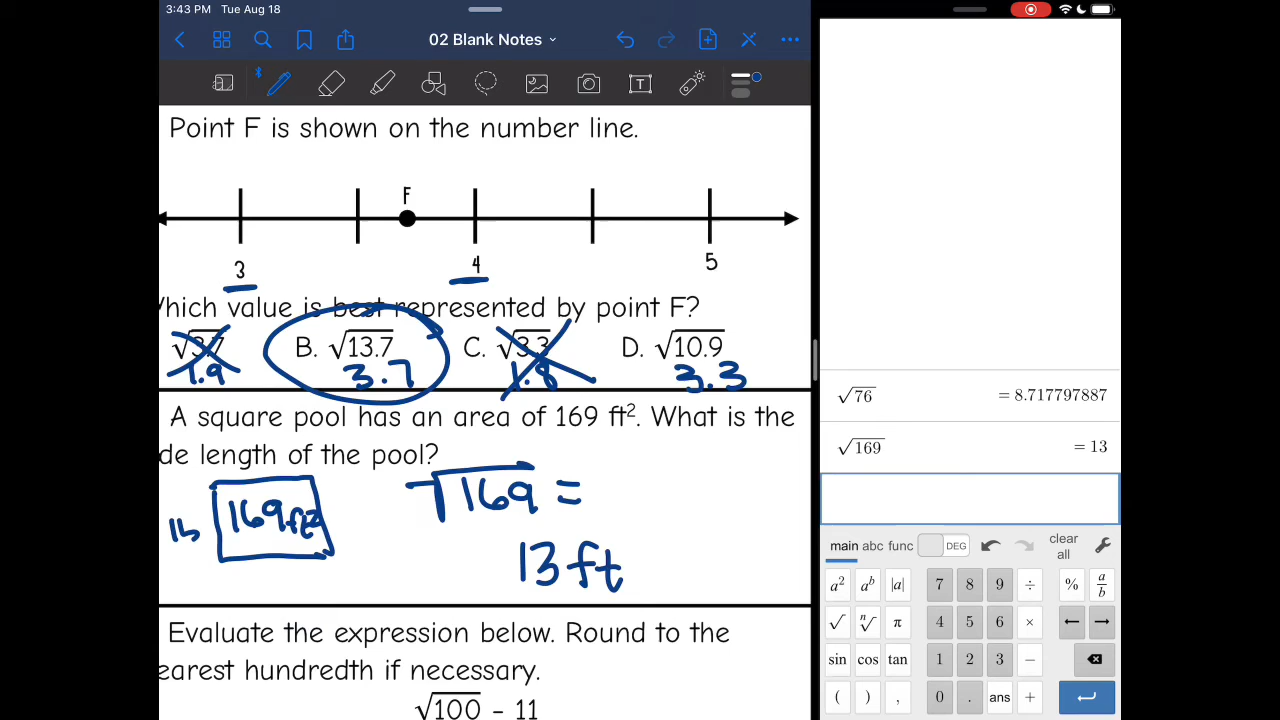 3:43 PM Tue Aug 18
02 Blank Notes
T
Point F is shown on the number line.
F
3 4 5
Which value is best represented by point F?
√3.7 B. √13.7 C. √3.3 D. √10.9
1.9 3.7 1.8 3.3
A square pool has an area of 169 ft². What is the
de length of the pool?
169ft²
√169 =
13 ft
Evaluate the expression below. Round to the
earest hundredth if necessary.
√100 - 11
√76 = 8.717797887
√169 = 13
main abc func DEG clear all
a² aᵇ |a| 7 8 9 ÷ % a/b
√ ⁿ√ π 4 5 6 × ← →
sin cos tan 1 2 3 −
( ) , 0 . ans +